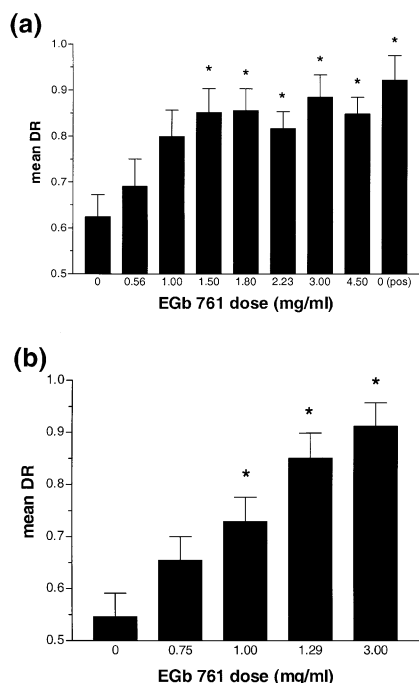 (a)
* * * * * *
1.0
0.9
0.8
0.7
0.6
0.5
mean DR
0 0.56 1.00 1.50 1.80 2.23 3.00 4.50 0 (pos)
EGb 761 dose (mg/ml)
(b)
* * *
1.0
0.9
0.8
0.7
0.6
0.5
mean DR
0 0.75 1.00 1.29 3.00
EGb 761 dose (mg/ml)